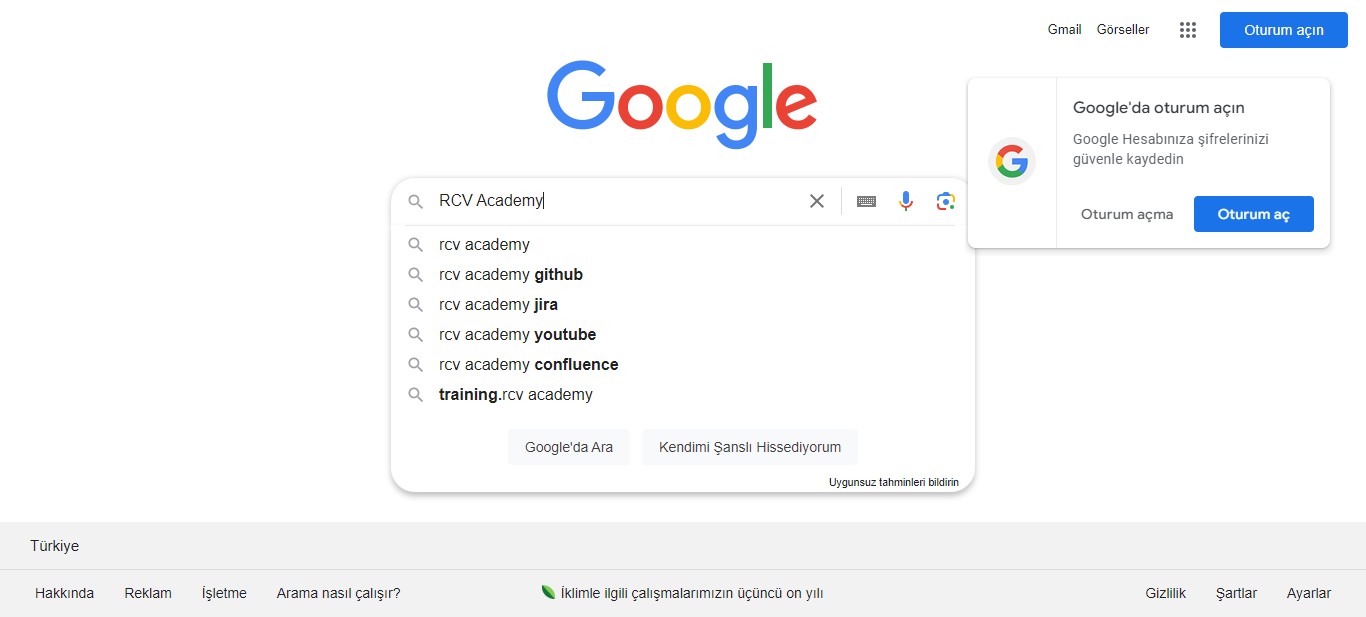 Gmail Görseller Oturum açın
Google
Google'da oturum açın
Google Hesabınıza şifrelerinizi
güvenle kaydedin
Oturum açma Oturum aç
RCV Academy
rcv academy
rcv academy github
rcv academy jira
rcv academy youtube
rcv academy confluence
training.rcv academy
Google'da Ara Kendimi Şanslı Hissediyorum
Uygunsuz tahminleri bildirin
Türkiye
Hakkında Reklam İşletme Arama nasıl çalışır? İklimle ilgili çalışmalarımızın üçüncü on yılı Gizlilik Şartlar Ayarlar